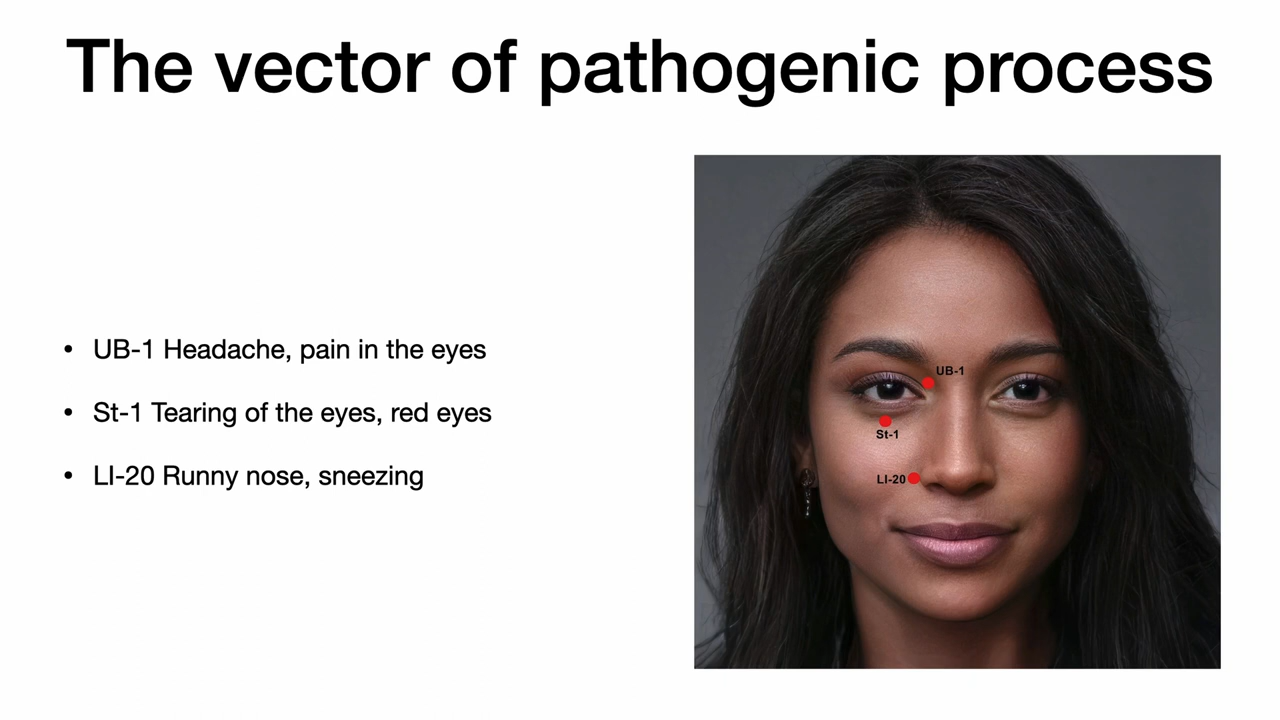 The vector of pathogenic process
• UB-1 Headache, pain in the eyes
• St-1 Tearing of the eyes, red eyes
• LI-20 Runny nose, sneezing
UB-1
St-1
LI-20